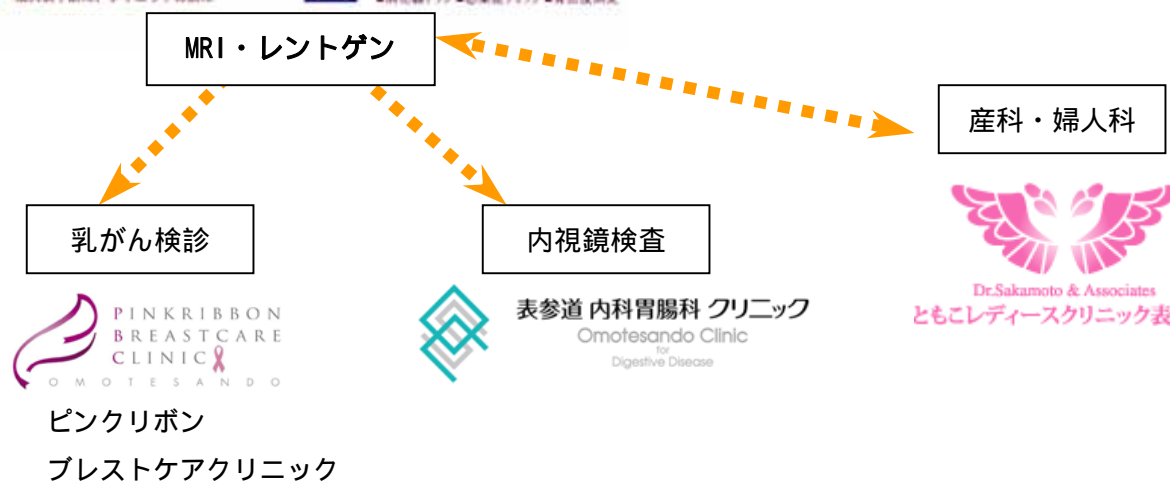 MRI・レントゲン
産科・婦人科
乳がん検診
内視鏡検査
PINKRIBBON
BREASTCARE
CLINIC
OMOTESANDO
表参道 内科胃腸科 クリニック
Omotesando Clinic
for
Digestive Disease
Dr.Sakamoto & Associates
ともこレディースクリニック表
ピンクリボン
ブレストケアクリニック